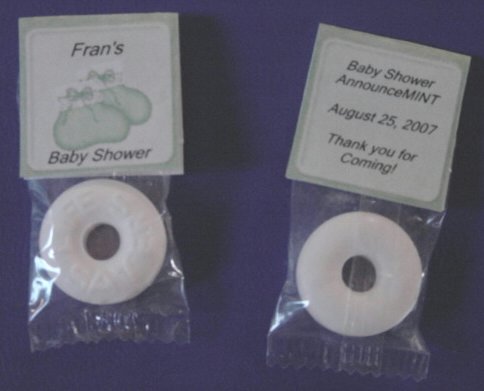 Fran's
Baby Shower
Baby Shower
AnnounceMINT
August 25, 2007
Thank you for
Coming!